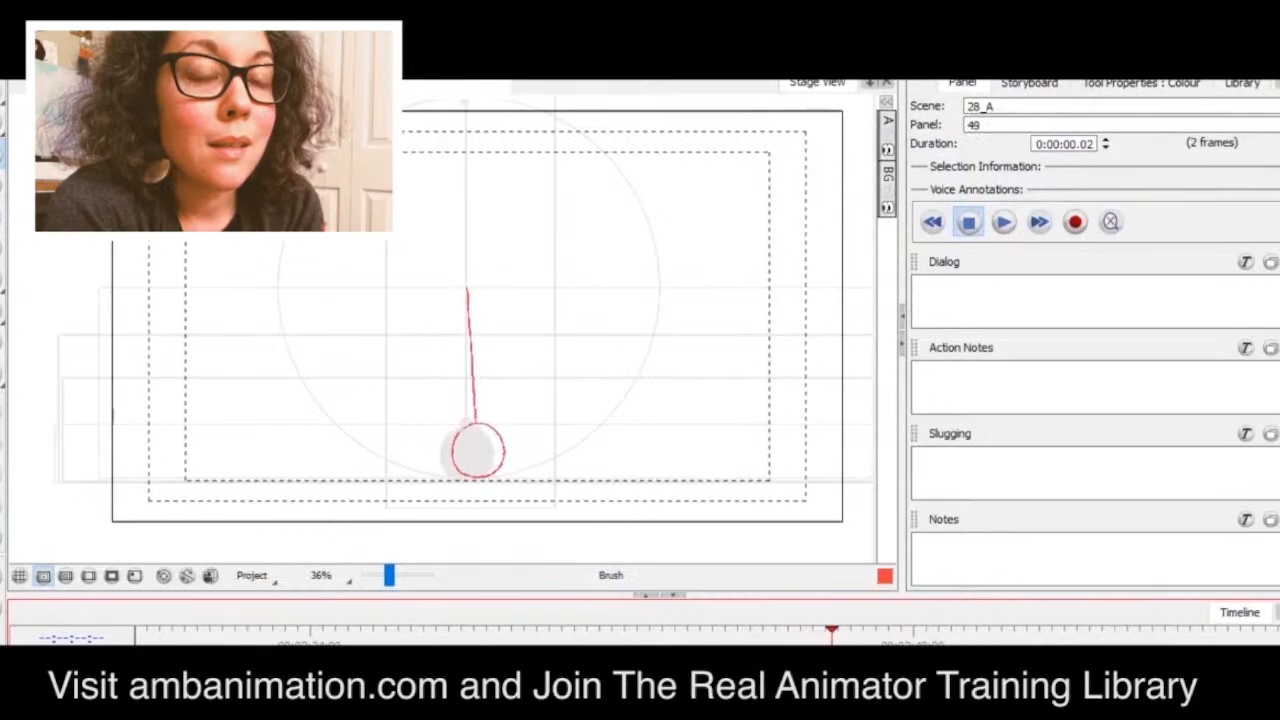 Stage View
Panel Storyboard Tool Properties : Colour Library
Scene: 28_A
Panel: 49
Duration: 0:00:00.02 (2 frames)
Selection Information:
Voice Annotations:
A
BG
Dialog
Action Notes
Slugging
Notes
Project 36% Brush
Timeline
--:--:--:--
Visit ambanimation.com and Join The Real Animator Training Library